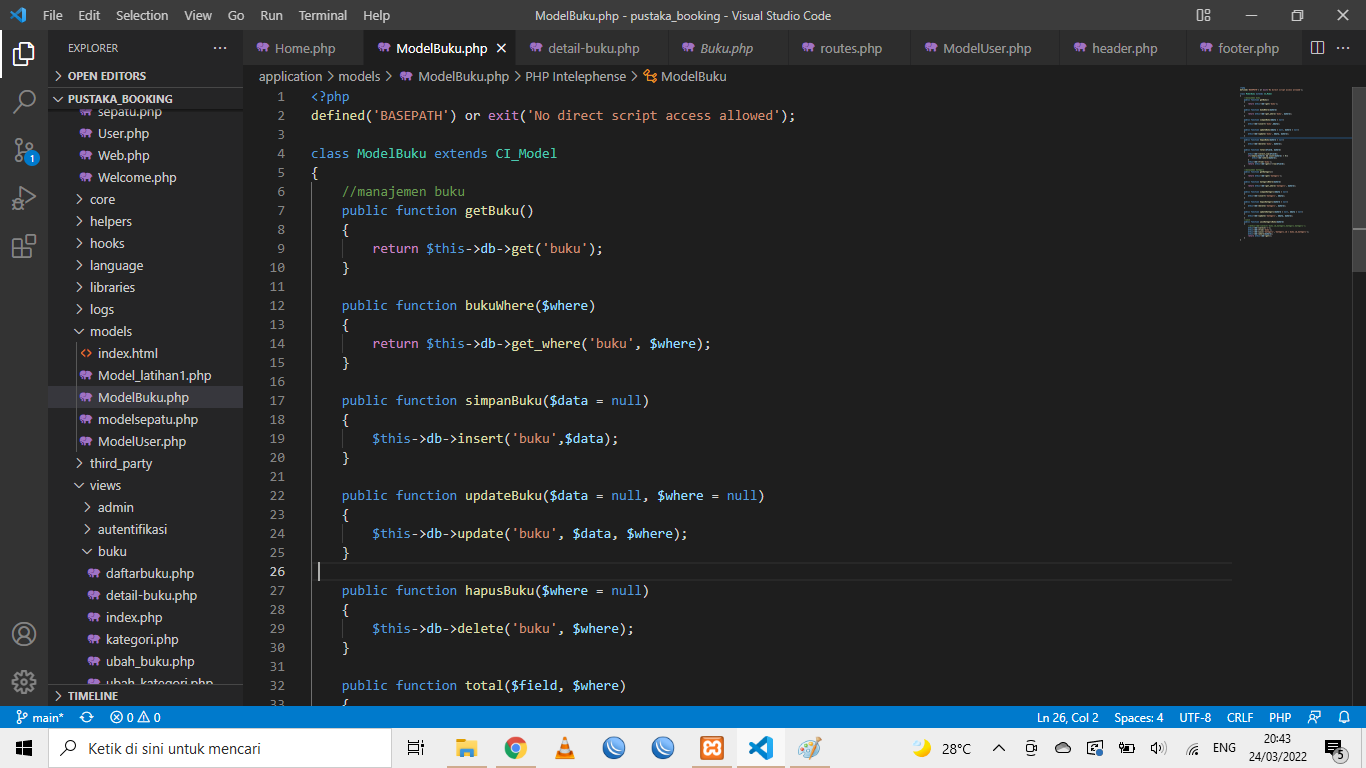 File Edit Selection View Go Run Terminal Help ModelBuku.php - pustaka_booking - Visual Studio Code
EXPLORER
Home.php ModelBuku.php detail-buku.php Buku.php routes.php ModelUser.php header.php footer.php
OPEN EDITORS
application > models > ModelBuku.php > PHP Intelephense > ModelBuku
PUSTAKA_BOOKING
sepatu.php
User.php
Web.php
Welcome.php
core
helpers
hooks
language
libraries
logs
models
index.html
Model_latihan1.php
ModelBuku.php
modelsepatu.php
ModelUser.php
third_party
views
admin
autentifikasi
buku
daftarbuku.php
detail-buku.php
index.php
kategori.php
ubah_buku.php
ubah_kategori.php
TIMELINE
1 <?php
2 defined('BASEPATH') or exit('No direct script access allowed');
3
4 class ModelBuku extends CI_Model
5 {
6 //manajemen buku
7 public function getBuku()
8 {
9 return $this->db->get('buku');
10 }
11
12 public function bukuWhere($where)
13 {
14 return $this->db->get_where('buku', $where);
15 }
16
17 public function simpanBuku($data = null)
18 {
19 $this->db->insert('buku',$data);
20 }
21
22 public function updateBuku($data = null, $where = null)
23 {
24 $this->db->update('buku', $data, $where);
25 }
26
27 public function hapusBuku($where = null)
28 {
29 $this->db->delete('buku', $where);
30 }
31
32 public function total($field, $where)
33 {
1
main* 0 0 Ln 26, Col 2 Spaces: 4 UTF-8 CRLF PHP
Ketik di sini untuk mencari 28°C ENG 20:43
24/03/2022 5